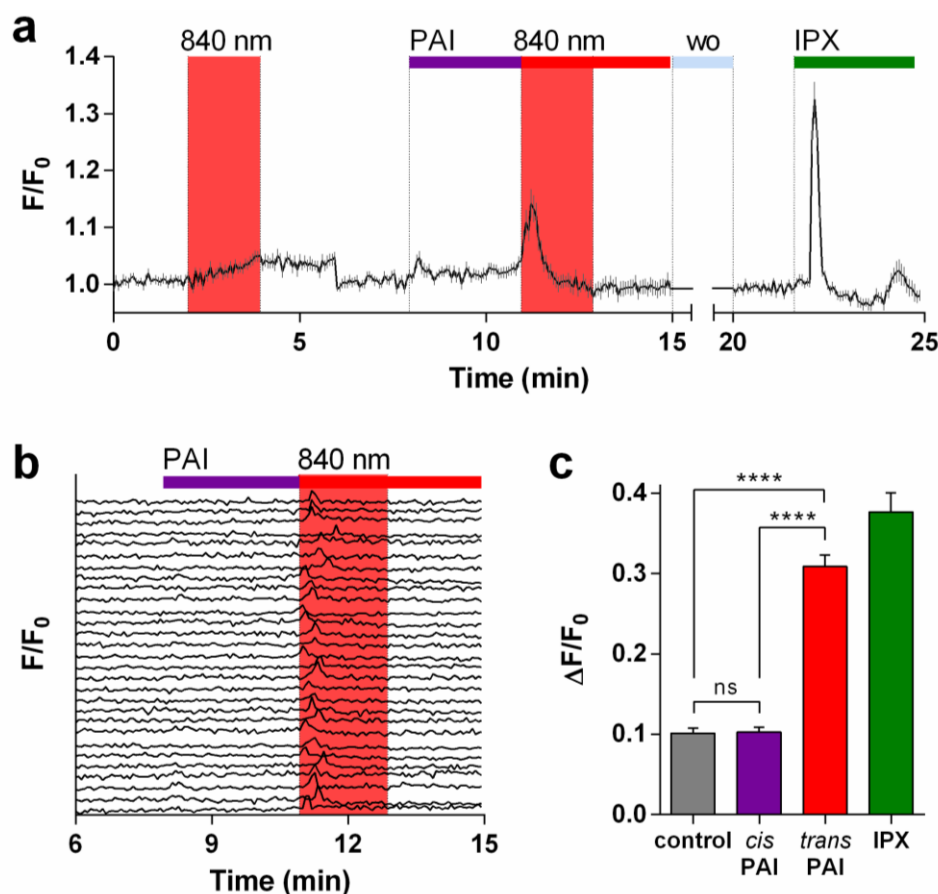 a
840 nm PAI 840 nm wo IPX
1.4
1.3
1.2
1.1
1.0
F/F0
0 5 10 15 20 25
Time (min)
b
PAI 840 nm
F/F0
6 9 12 15
Time (min)
c
****
****
ns
0.4
0.3
0.2
0.1
0.0
ΔF/F0
control cis trans IPX
PAI PAI